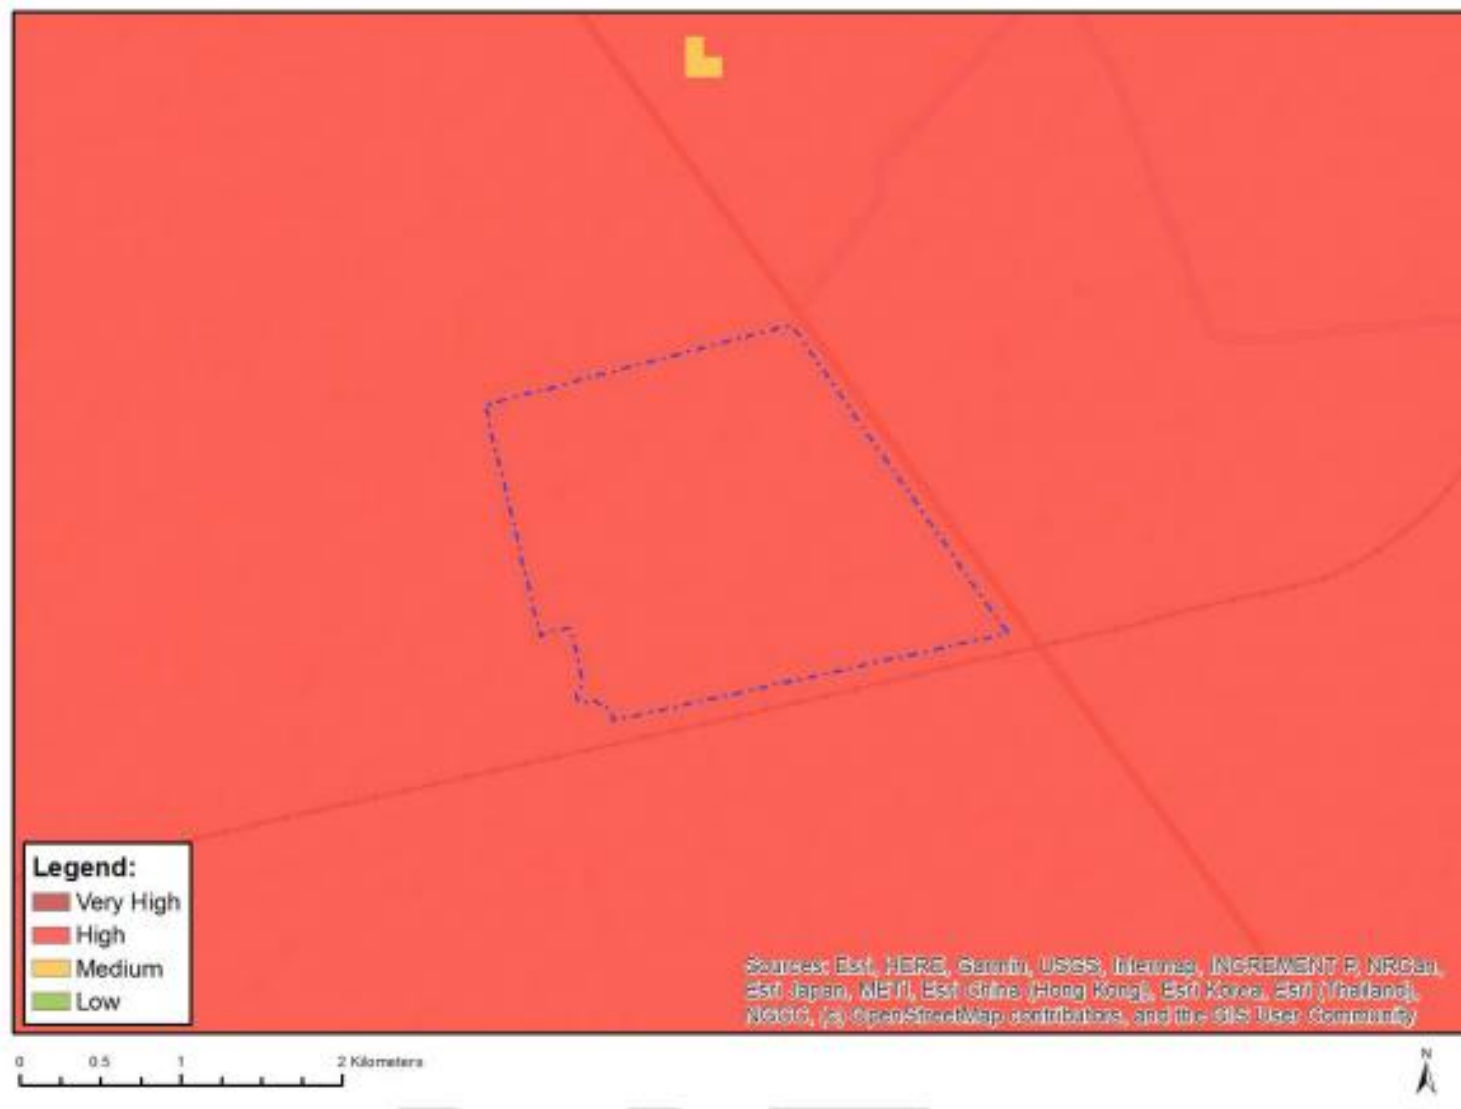 Legend:
Very High
High
Medium
Low
Sources: Esri, HERE, Garmin, USGS, Intermap, INCREMENT P, NRCan,
Esri Japan, METI, Esri China (Hong Kong), Esri Korea, Esri (Thailand),
NGCC, (c) OpenStreetMap contributors, and the GIS User Community
0 0.5 1 2 Kilometers
N